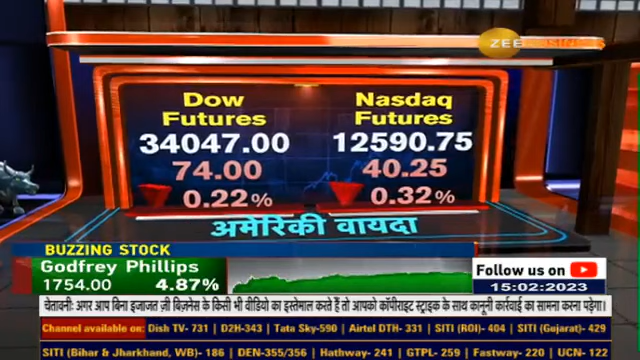 ZEE BUSINESS
Dow Futures
34047.00
74.00
0.22%
Nasdaq Futures
12590.75
40.25
0.32%
अमेरिकी वायदा
BUZZING STOCK
Godfrey Phillips
1754.00 4.87%
Follow us on
15-02-2023
चेतावनी: अगर आप बिना इजाजत ज़ी बिज़नेस के किसी भी वीडियो का इस्तेमाल करते हैं तो आपको कॉपीराइट स्ट्राइक के साथ कानूनी कार्रवाई का सामना करना पड़ेगा।
Channel available on: Dish TV- 731 | D2H-343 | Tata Sky-590 | Airtel DTH- 331 | SITI (ROI) - 404 | SITI (Gujarat) - 429
SITI (Bihar & Jharkhand, WB)- 186 | DEN-355/356 | Hathway- 241 | GTPL- 259 | Fastway- 220 | UCN- 122